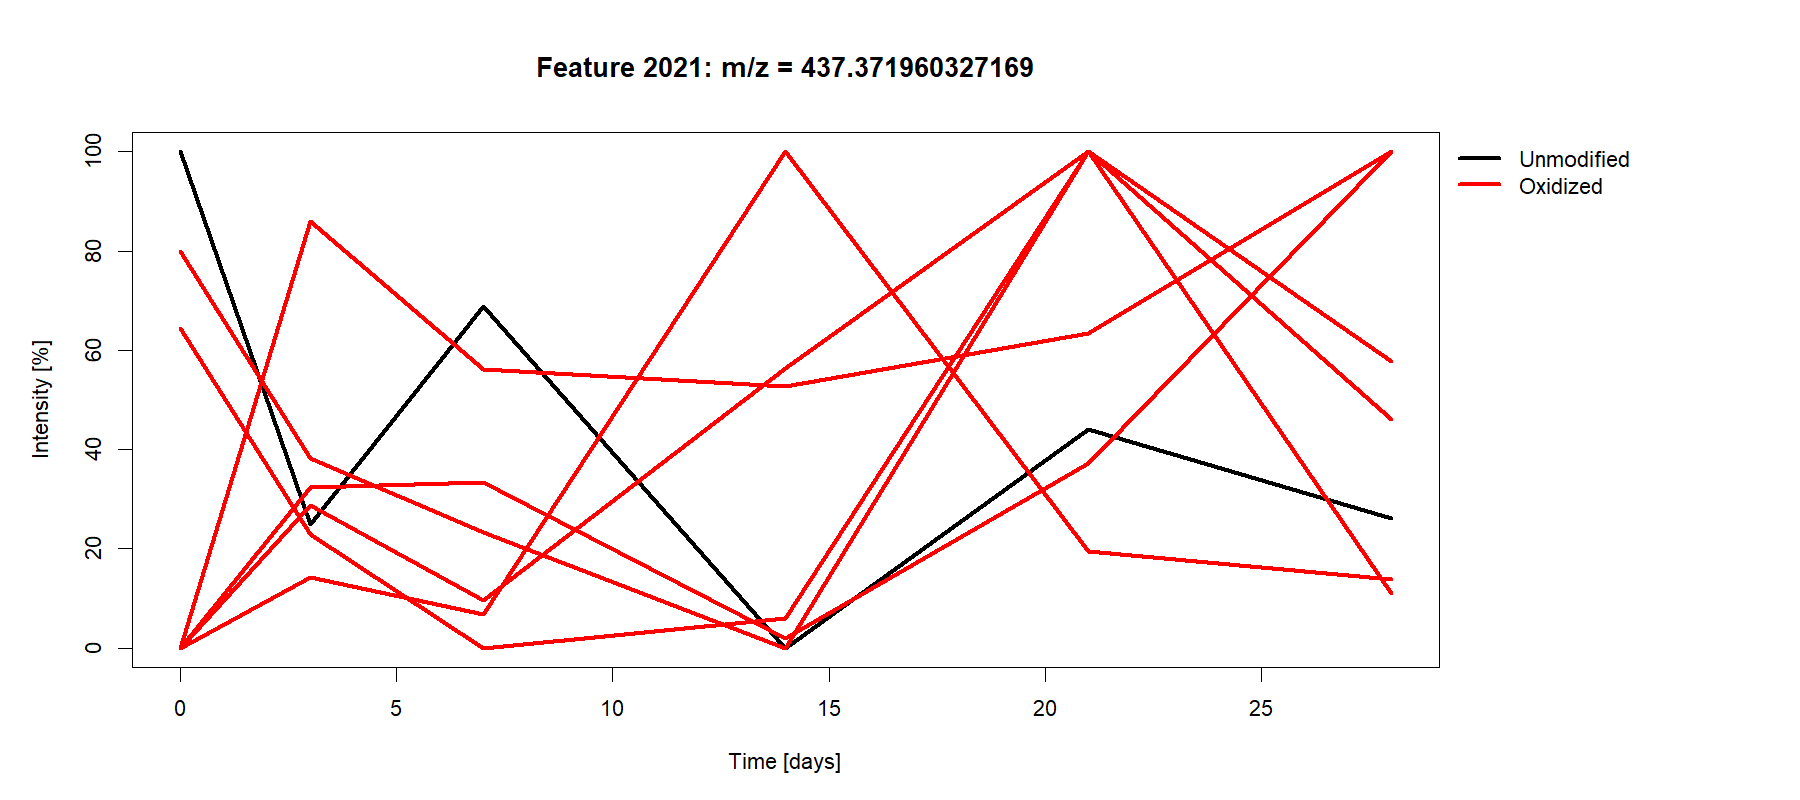 Feature 2021: m/z = 437.371960327169
Unmodified
Oxidized
Intensity [%]
100
80
60
40
20
0
0 5 10 15 20 25
Time [days]